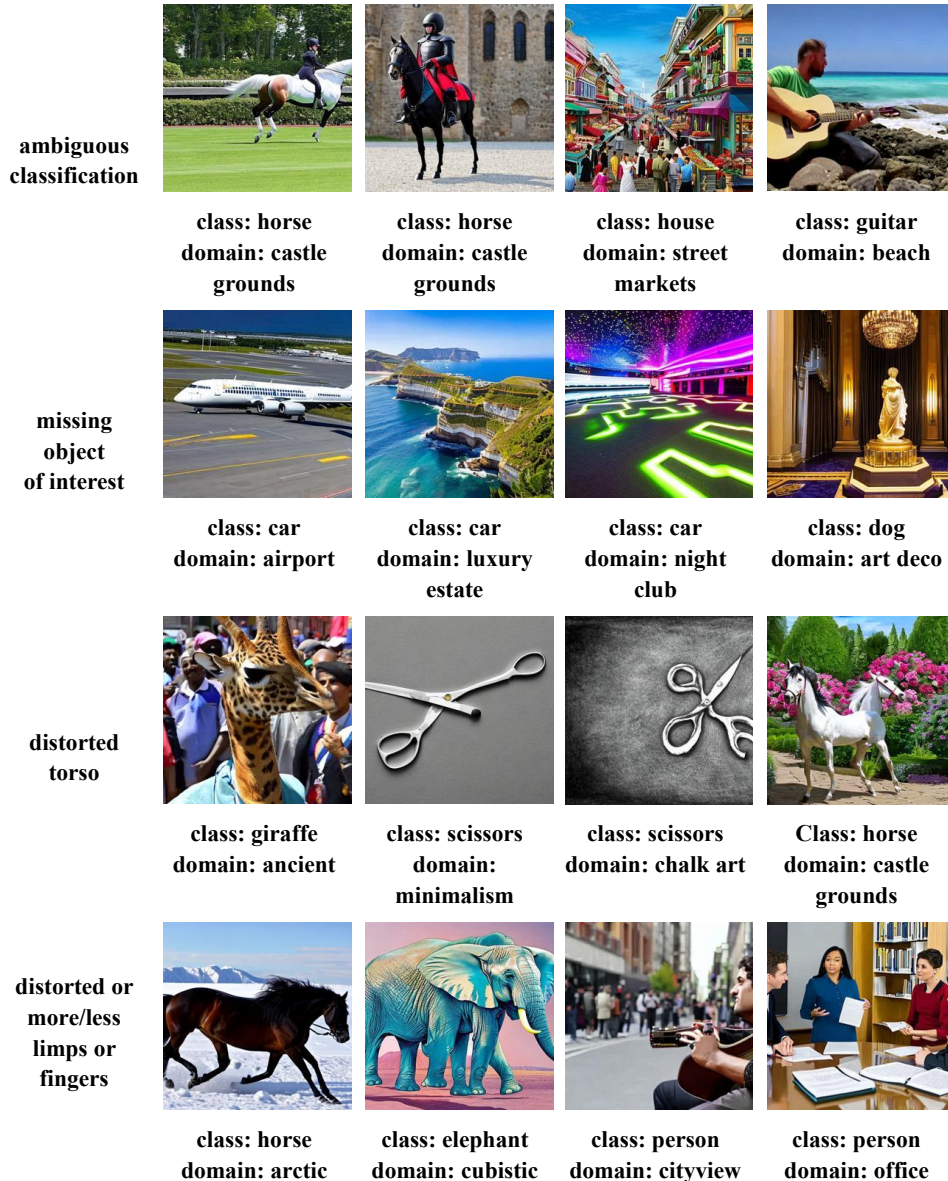 ambiguous
classification
class: horse
domain: castle
grounds
class: horse
domain: castle
grounds
class: house
domain: street
markets
class: guitar
domain: beach
missing
object
of interest
class: car
domain: airport
class: car
domain: luxury
estate
class: car
domain: night
club
class: dog
domain: art deco
distorted
torso
class: giraffe
domain: ancient
class: scissors
domain:
minimalism
class: scissors
domain: chalk art
Class: horse
domain: castle
grounds
distorted or
more/less
limps or
fingers
class: horse
domain: arctic
class: elephant
domain: cubistic
class: person
domain: cityview
class: person
domain: office